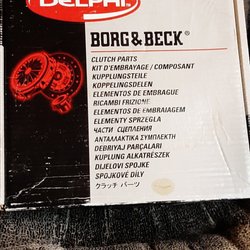 DELPHI
BORG & BECK®
CLUTCH PARTS
KIT D'EMBRAYAGE / COMPOSANT
KUPPLUNGSTEILE
KOPPELINGSDELEN
ELEMENTOS DE EMBRAGUE
RICAMBI FRIZIONE
ELEMENTOS DE EMBRAIAGEM
ELEMENTY SPRZEGLA
ЧАСТИ СЦЕПЛЕНИЯ
ΑΝΤΑΛΛΑΚΤΙΚΑ ΣΥΜΠΛΕΚΤΗ
DEBRIYAJ PARÇALARI
KUPLUNG ALKATRÉSZEK
DIJELOVI SPOJKE
SPOJKOVÉ DÍLY
クラッチ パーツ